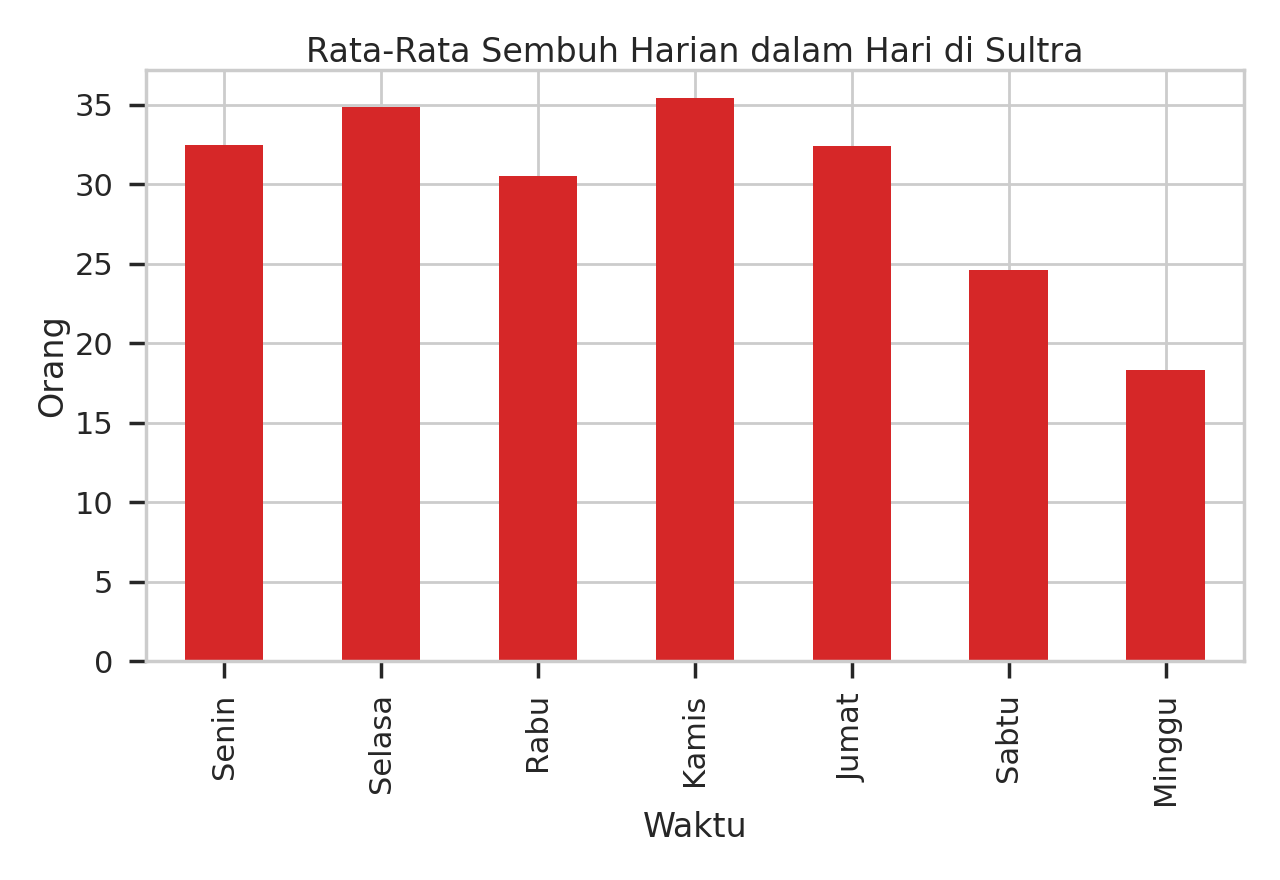 Rata-Rata Sembuh Harian dalam Hari di Sultra
Orang
35
30
25
20
15
10
5
0
Senin
Selasa
Rabu
Kamis
Jumat
Sabtu
Minggu
Waktu